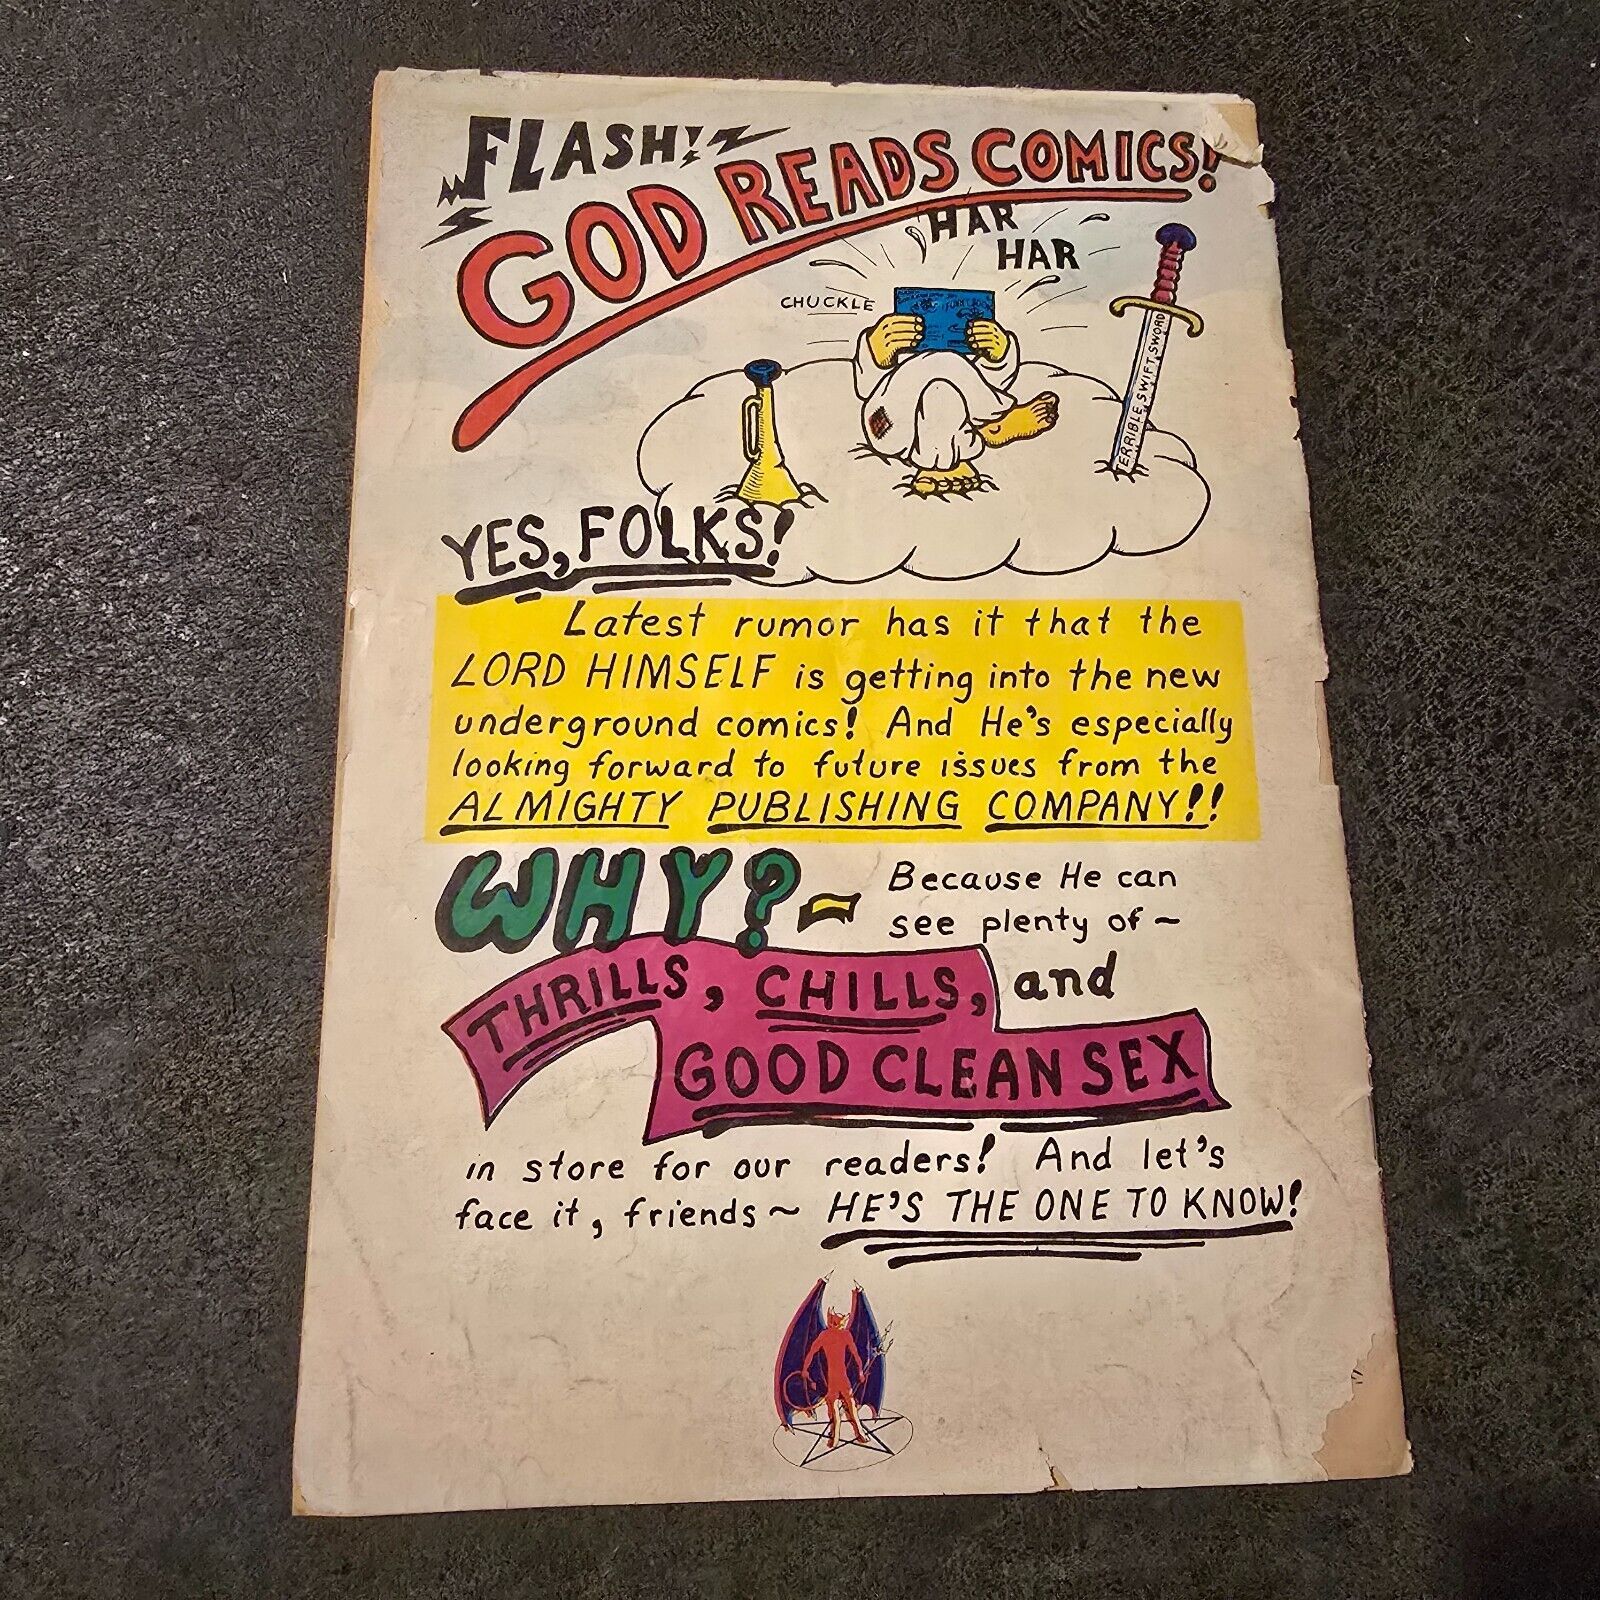 FLASH!
GOD READS COMICS!
HAR
HAR
CHUCKLE
TERRIBLE, SWIFT SWORD
YES, FOLKS!
Latest rumor has it that the
LORD HIMSELF is getting into the new
underground comics! And He's especially
looking forward to future issues from the
ALMIGHTY PUBLISHING COMPANY!!
WHY?-
Because He can
see plenty of ~
THRILLS, CHILLS, and
GOOD CLEAN SEX
in store for our readers! And let's
face it, friends ~ HE'S THE ONE TO KNOW!